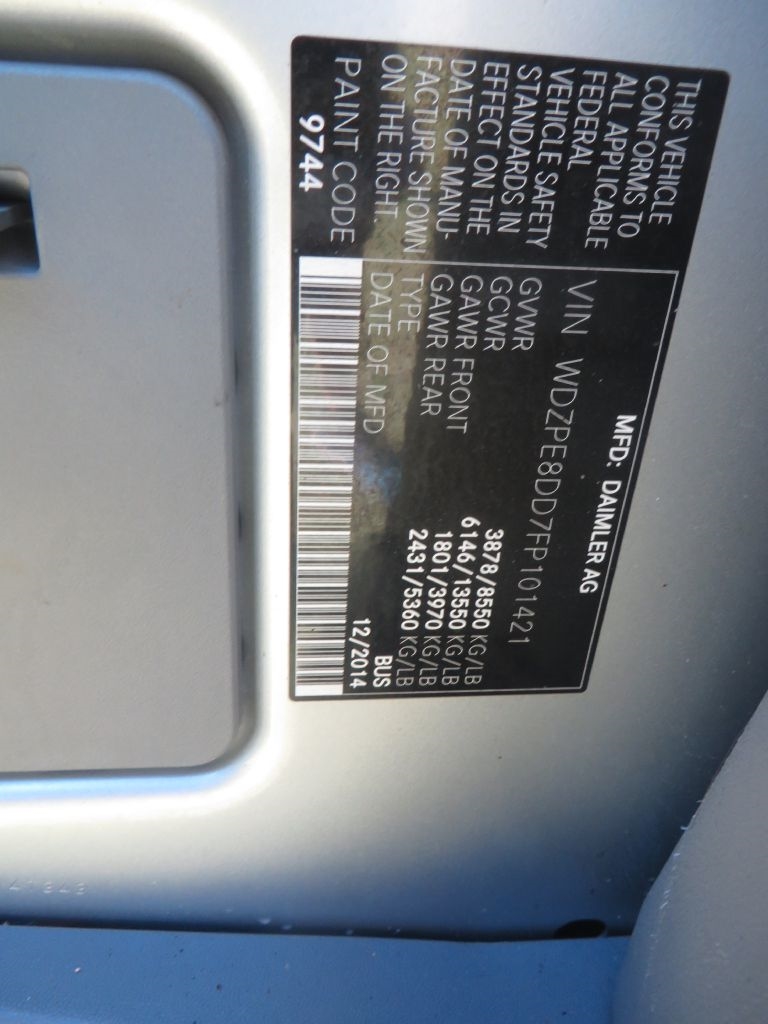 THIS VEHICLE
CONFORMS TO
ALL APPLICABLE
FEDERAL
VEHICLE SAFETY
STANDARDS IN
EFFECT ON THE
DATE OF MANU-
FACTURE SHOWN
ON THE RIGHT.
PAINT CODE
9744
MFD: DAIMLER AG
VIN WDZPE8DD7FP101421
GVWR 3878/8550 KG/LB
GCWR 6146/13550 KG/LB
GAWR FRONT 1801/3970 KG/LB
GAWR REAR 2431/5360 KG/LB
TYPE BUS
DATE OF MFD 12/2014